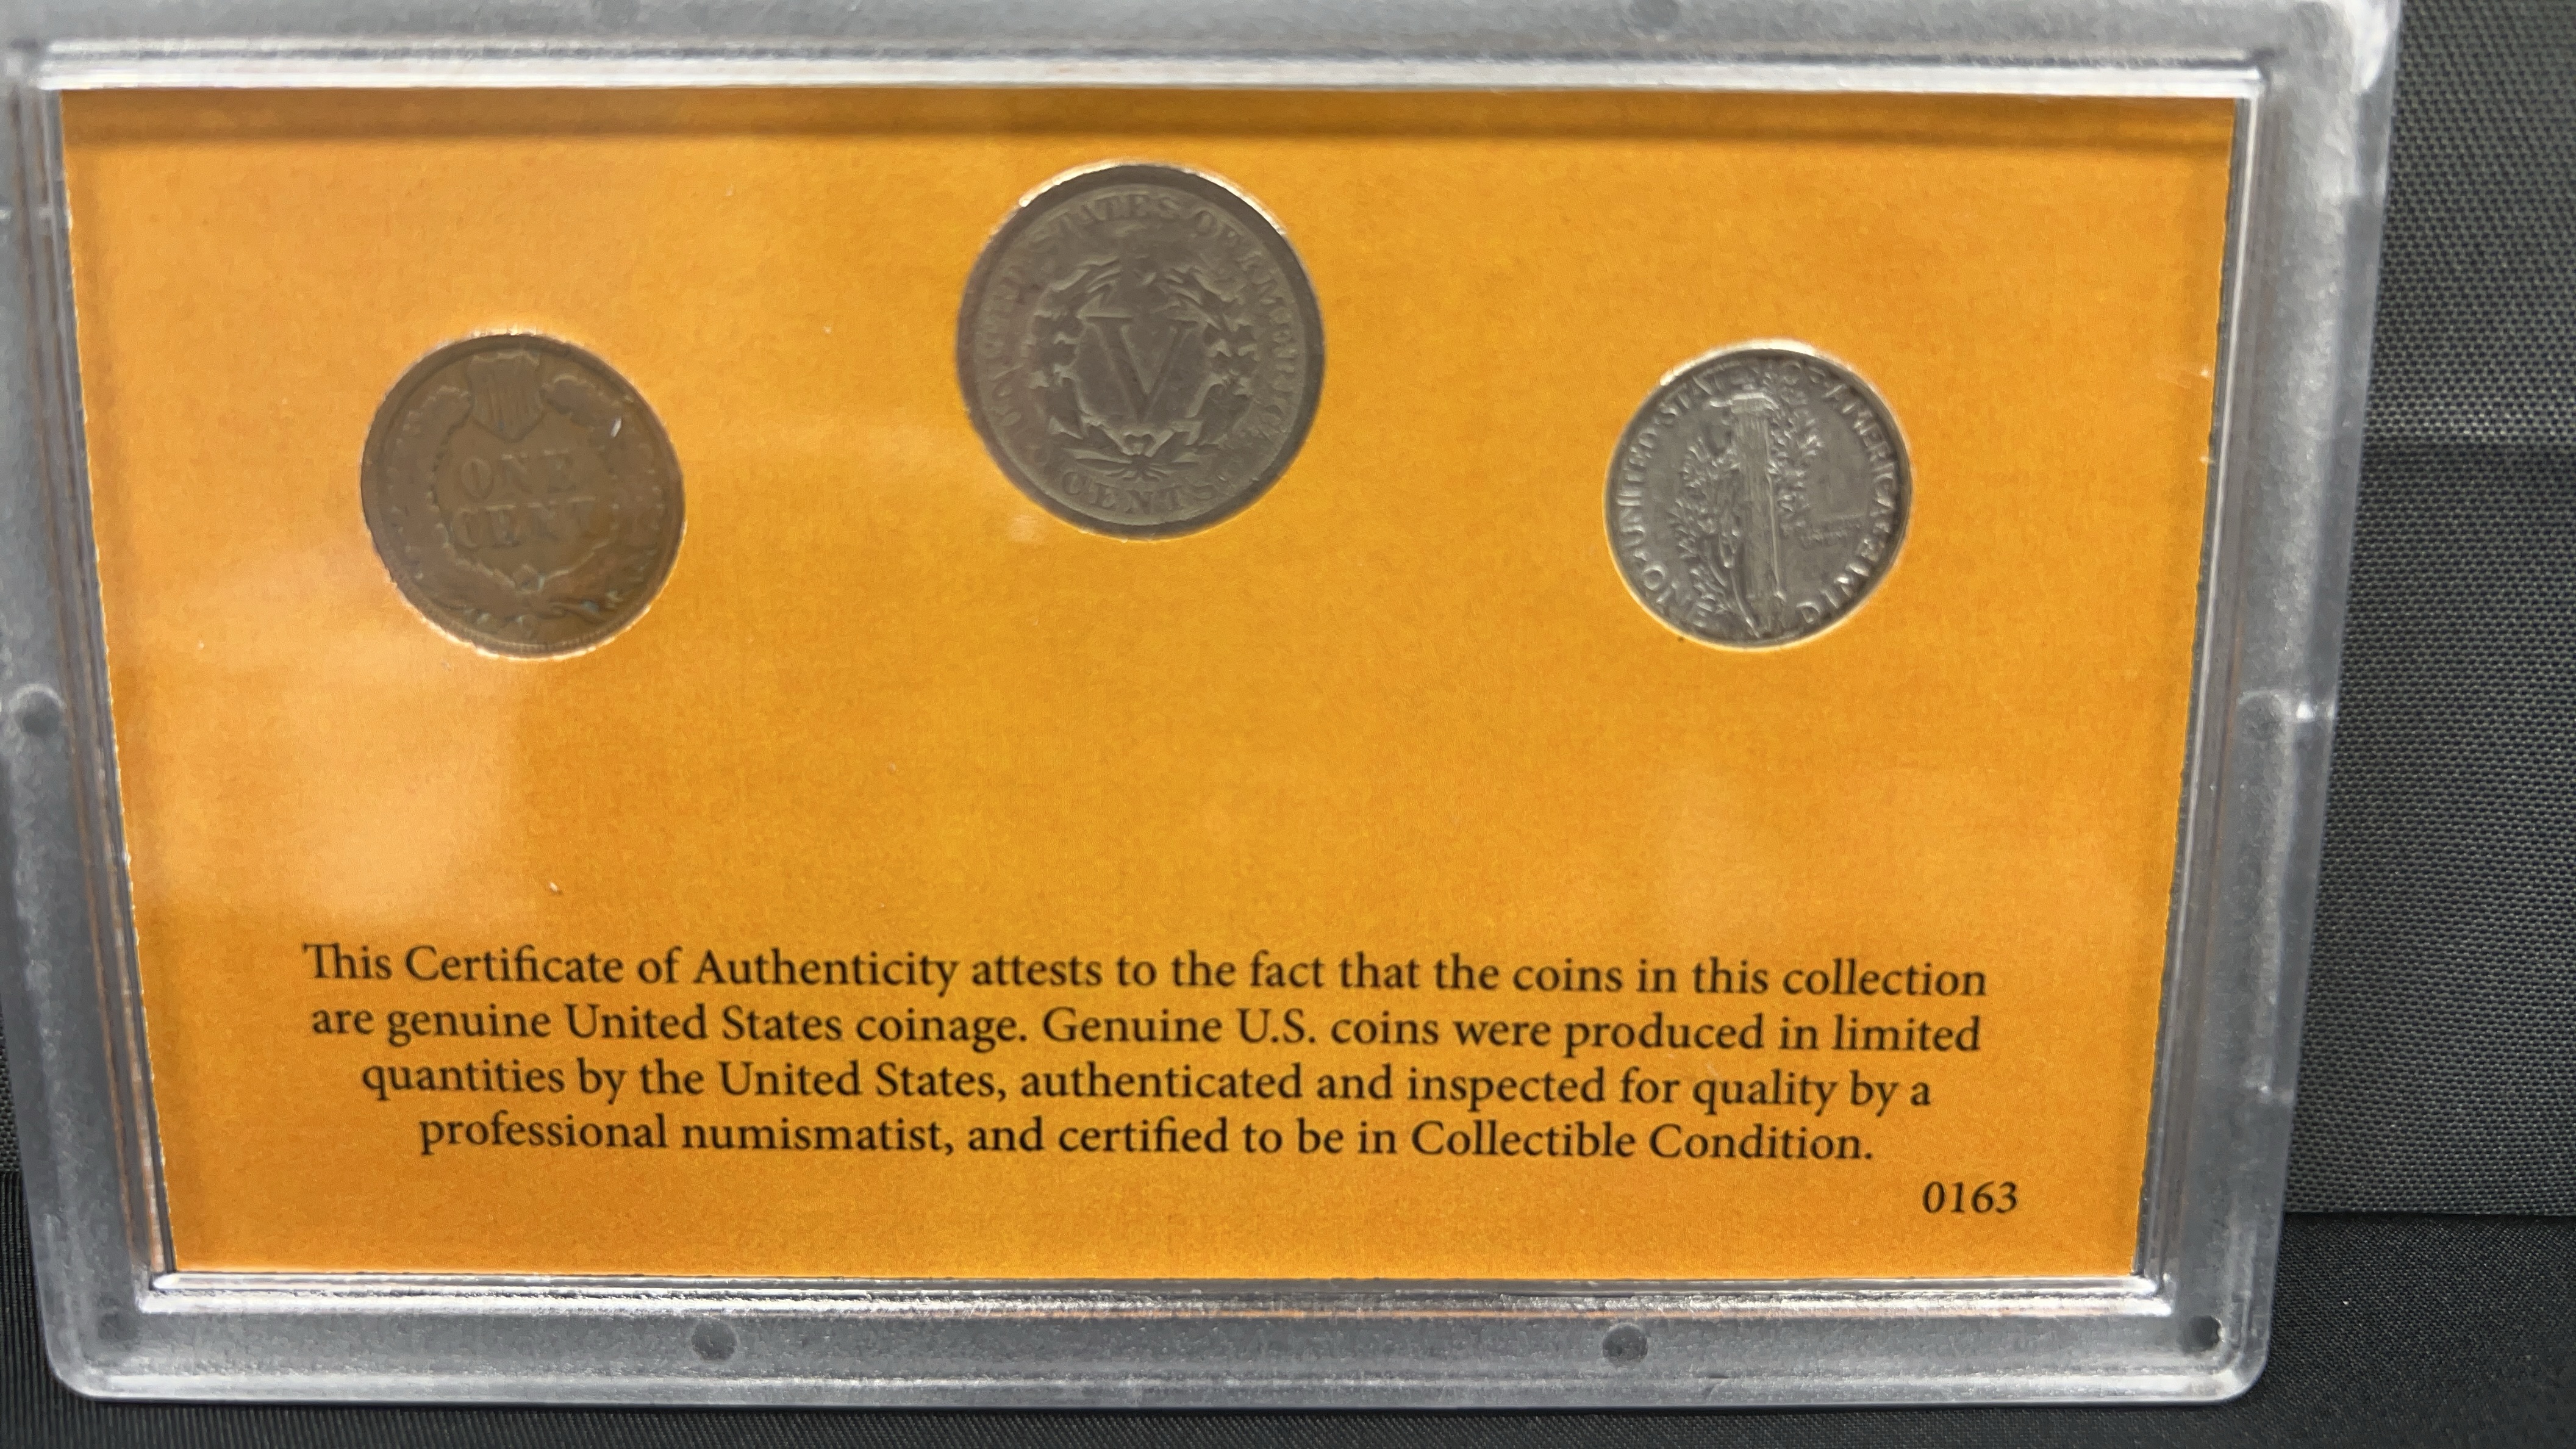 UNITED STATES OF AMERICA
V
CENTS
ONE
CENT
UNITED STATES OF AMERICA
ONE DIME
This Certificate of Authenticity attests to the fact that the coins in this collection
are genuine United States coinage. Genuine U.S. coins were produced in limited
quantities by the United States, authenticated and inspected for quality by a
professional numismatist, and certified to be in Collectible Condition.
0163